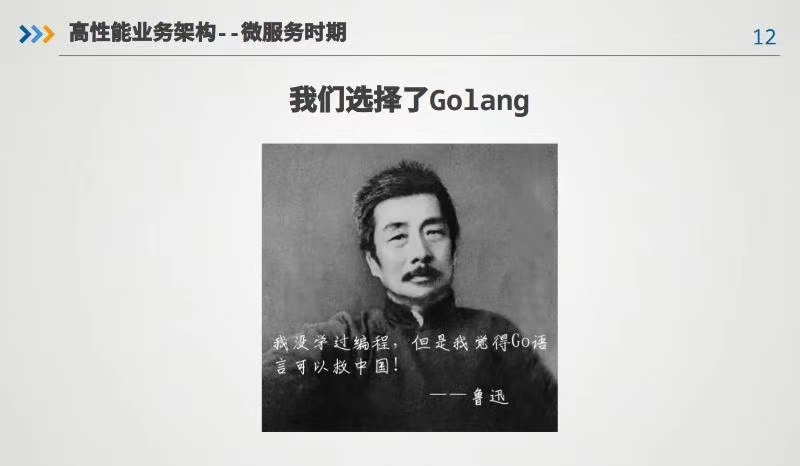 高性能业务架构--微服务时期
12
我们选择了Golang
我没学过编程，但是我觉得Go语
言可以救中国！
——鲁迅